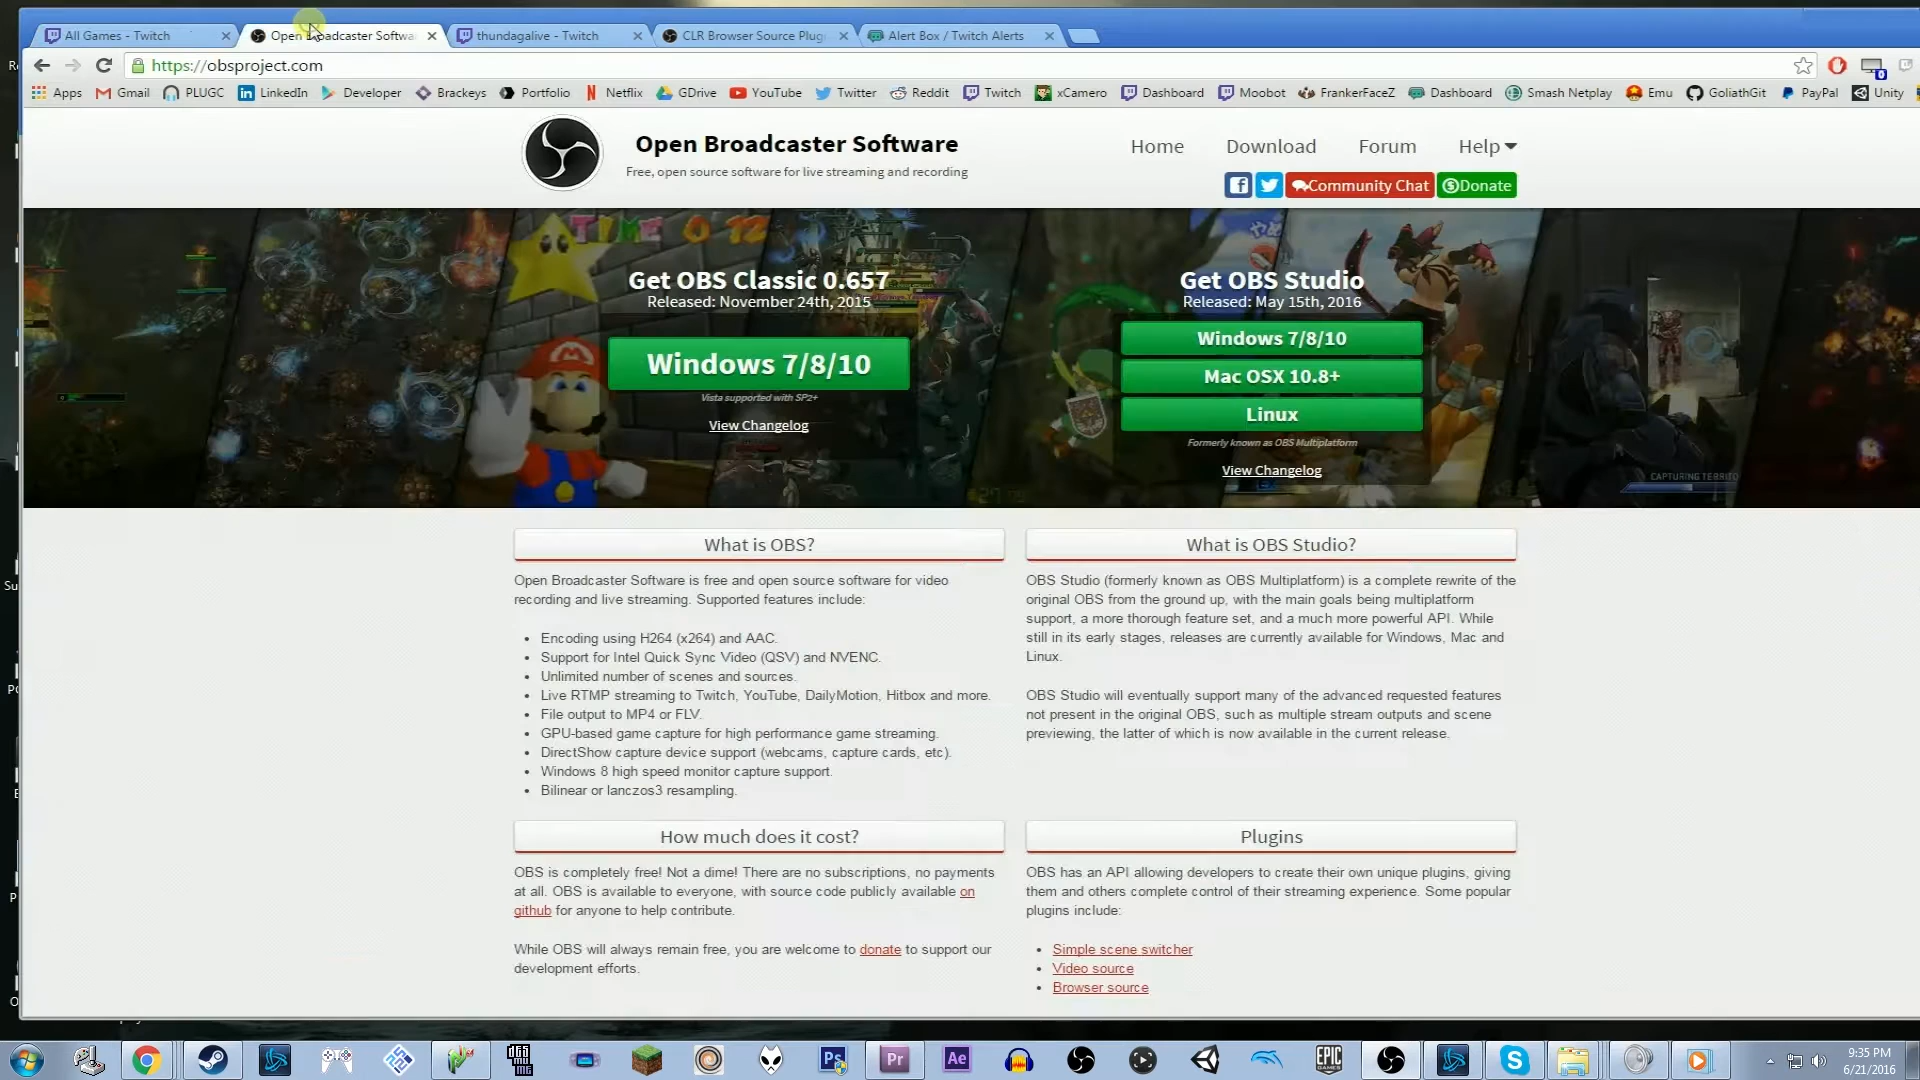 All Games - Twitch
Open Broadcaster Softwa
thundagalive - Twitch
CLR Browser Source Plug
Alert Box / Twitch Alerts
https://obsproject.com
Apps Gmail PLUGC LinkedIn Developer Brackeys Portfolio Netflix GDrive YouTube Twitter Reddit Twitch xCamero Dashboard Moobot FrankerFaceZ Dashboard Smash Netplay Emu GoliathGit PayPal Unity
Open Broadcaster Software
Free, open source software for live streaming and recording
Home Download Forum Help
Community Chat Donate
TIME 0 12
Get OBS Classic 0.657
Released: November 24th, 2015
Windows 7/8/10
Vista supported with SP2+
View Changelog
Get OBS Studio
Released: May 15th, 2016
Windows 7/8/10
Mac OSX 10.8+
Linux
Formerly known as OBS Multiplatform
View Changelog
CAPTURING TERRITO
What is OBS?
Open Broadcaster Software is free and open source software for video
recording and live streaming. Supported features include:
Encoding using H264 (x264) and AAC.
Support for Intel Quick Sync Video (QSV) and NVENC.
Unlimited number of scenes and sources.
Live RTMP streaming to Twitch, YouTube, DailyMotion, Hitbox and more.
File output to MP4 or FLV.
GPU-based game capture for high performance game streaming.
DirectShow capture device support (webcams, capture cards, etc).
Windows 8 high speed monitor capture support.
Bilinear or lanczos3 resampling.
What is OBS Studio?
OBS Studio (formerly known as OBS Multiplatform) is a complete rewrite of the
original OBS from the ground up, with the main goals being multiplatform
support, a more thorough feature set, and a much more powerful API. While
still in its early stages, releases are currently available for Windows, Mac and
Linux.
OBS Studio will eventually support many of the advanced requested features
not present in the original OBS, such as multiple stream outputs and scene
previewing, the latter of which is now available in the current release.
How much does it cost?
OBS is completely free! Not a dime! There are no subscriptions, no payments
at all. OBS is available to everyone, with source code publicly available on
github for anyone to help contribute.
While OBS will always remain free, you are welcome to donate to support our
development efforts.
Plugins
OBS has an API allowing developers to create their own unique plugins, giving
them and others complete control of their streaming experience. Some popular
plugins include:
Simple scene switcher
Video source
Browser source
Ps Pr Ae EPIC GAMES
9:35 PM
6/21/2016